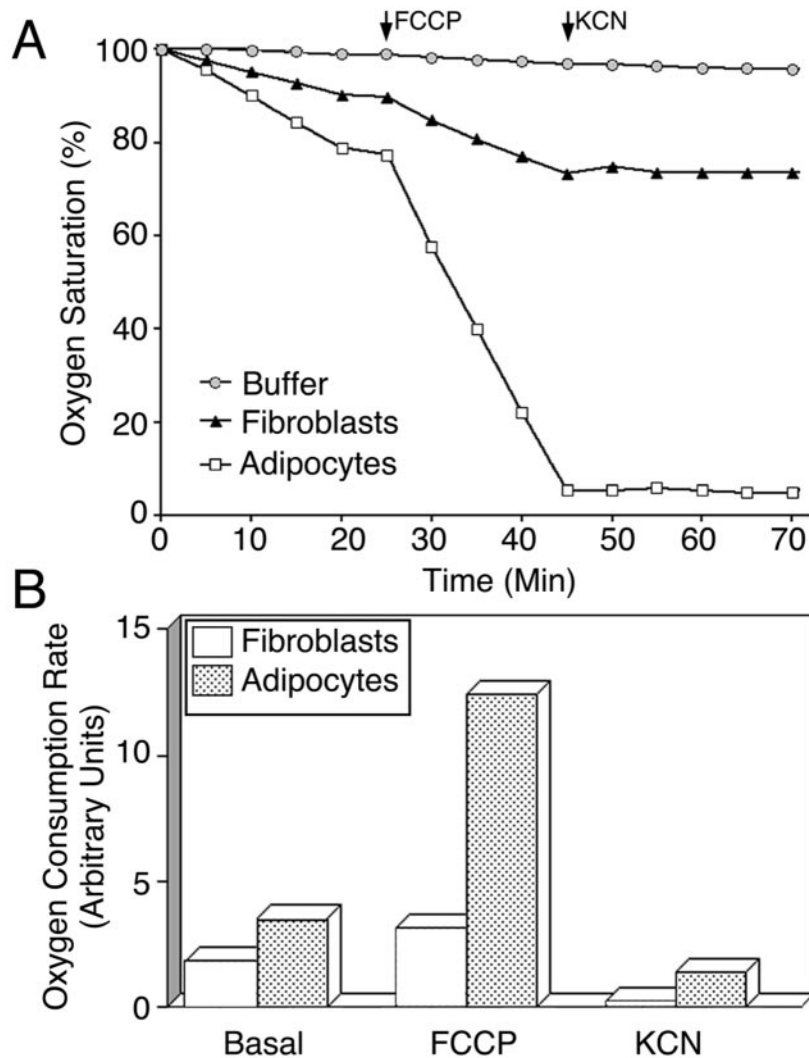 A
FCCP
KCN
100
80
60
40
20
0
Oxygen Saturation (%)
Buffer
Fibroblasts
Adipocytes
0 10 20 30 40 50 60 70
Time (Min)
B
15
10
5
0
Oxygen Consumption Rate
(Arbitrary Units)
Fibroblasts
Adipocytes
Basal FCCP KCN